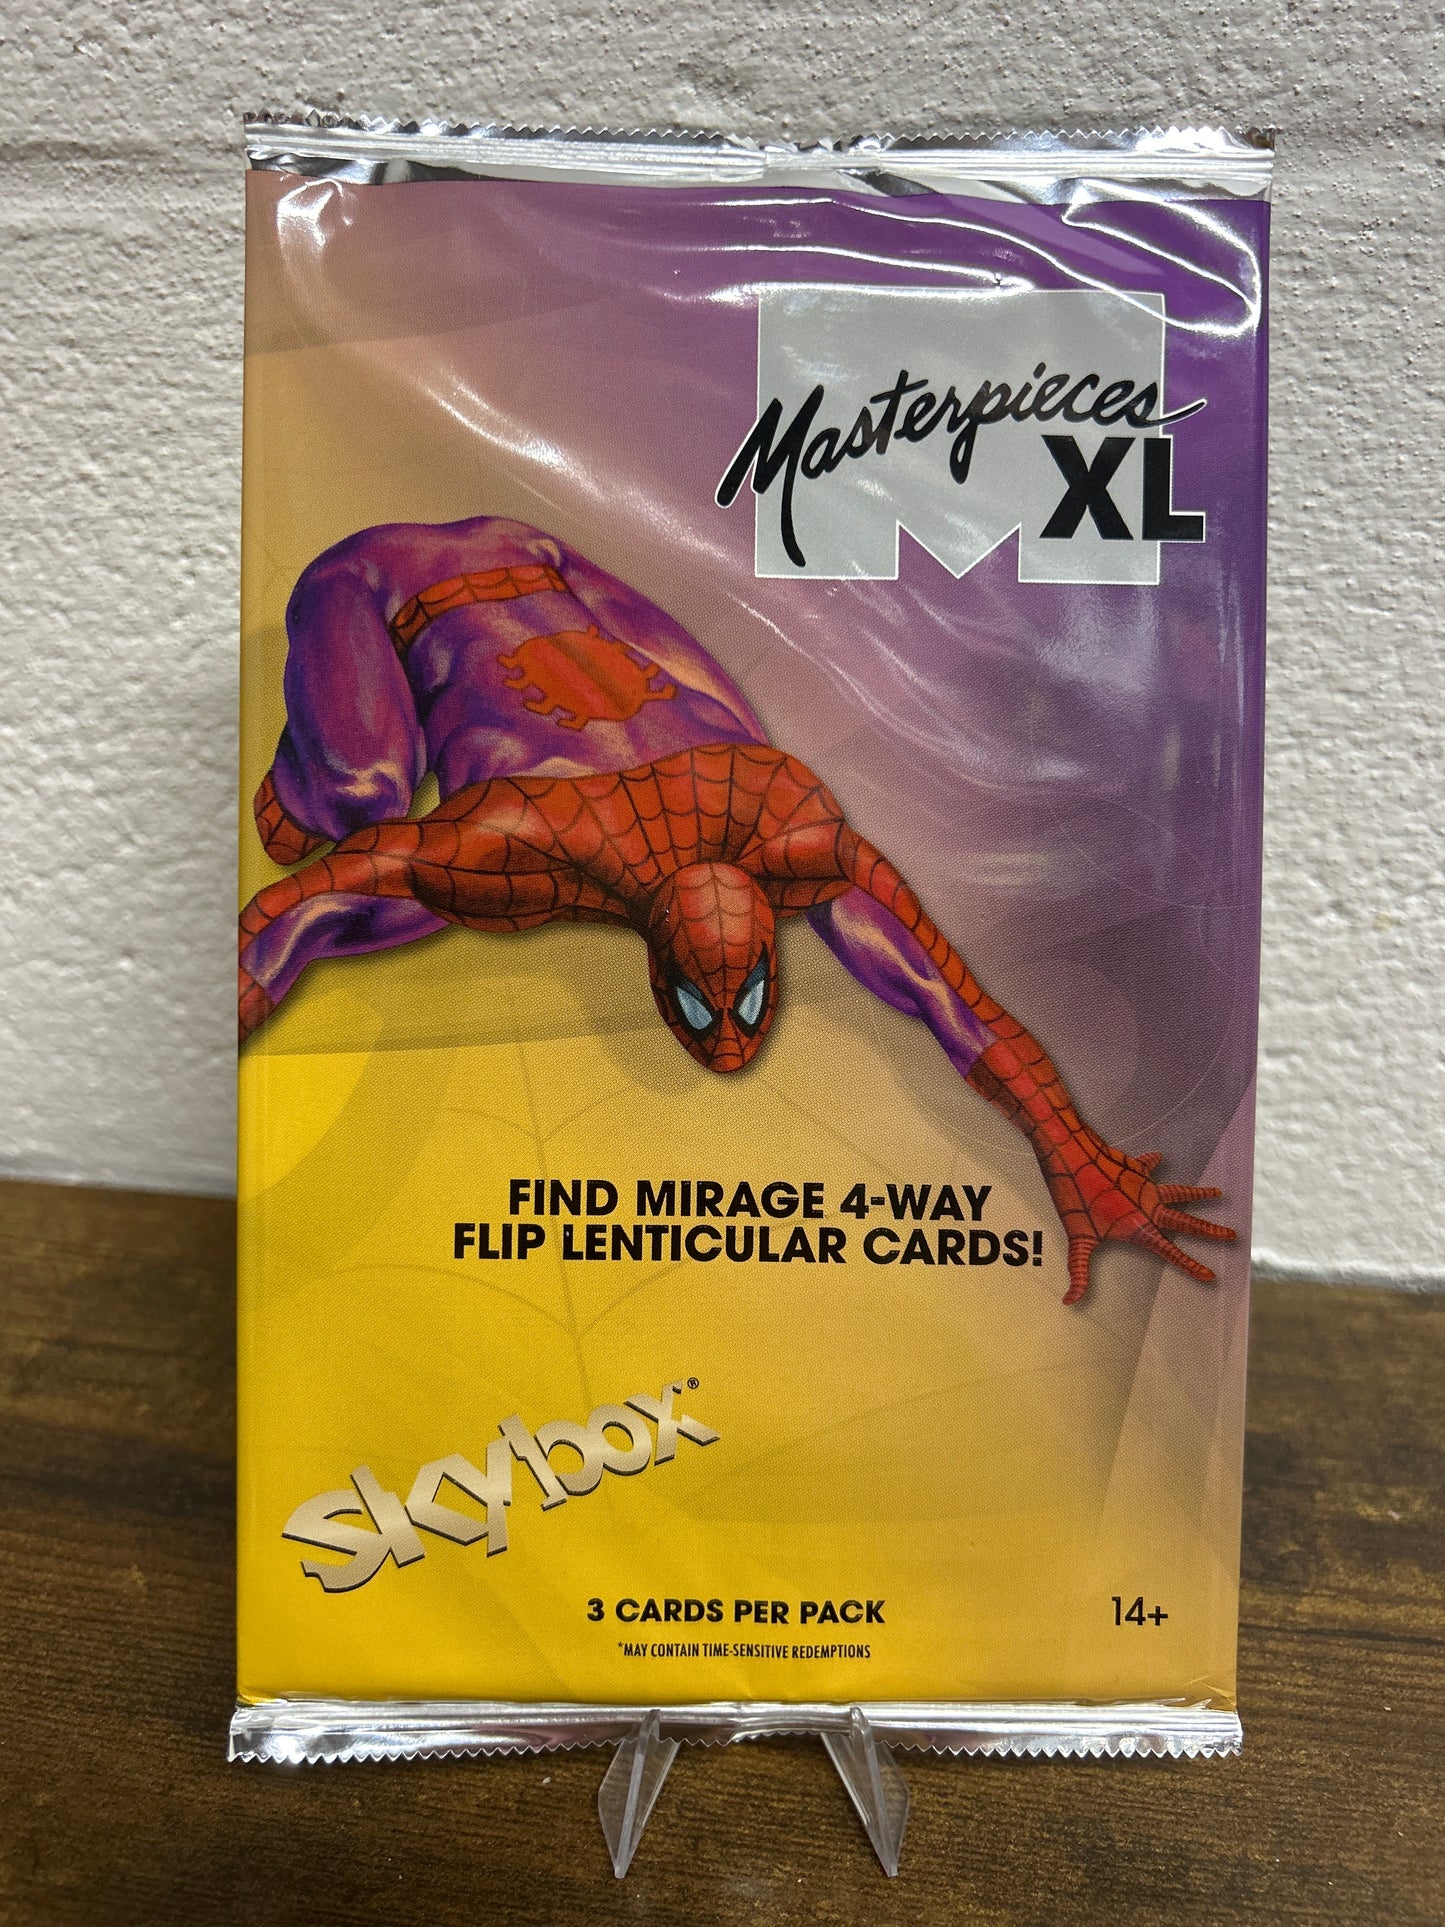 Masterpieces
XL
FIND MIRAGE 4-WAY
FLIP LENTICULAR CARDS!
Skybox®
3 CARDS PER PACK
14+
*MAY CONTAIN TIME-SENSITIVE REDEMPTIONS